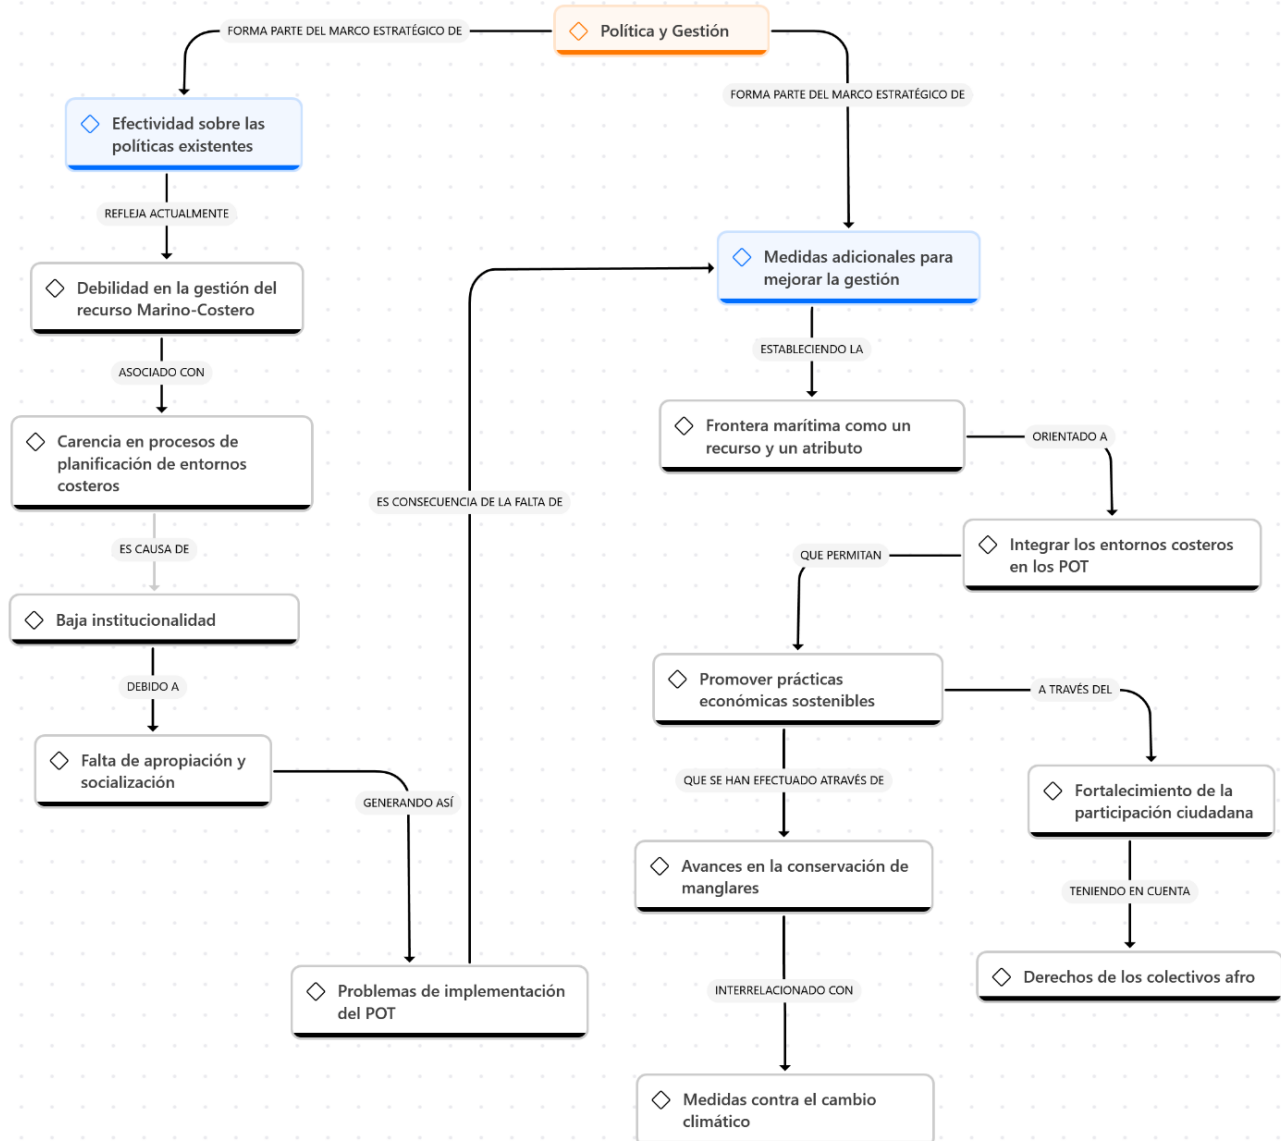 FORMA PARTE DEL MARCO ESTRATÉGICO DE
Política y Gestión
FORMA PARTE DEL MARCO ESTRATÉGICO DE
Efectividad sobre las
políticas existentes
REFLEJA ACTUALMENTE
Debilidad en la gestión del
recurso Marino-Costero
ASOCIADO CON
Carencia en procesos de
planificación de entornos
costeros
ES CAUSA DE
Baja institucionalidad
DEBIDO A
Falta de apropiación y
socialización
GENERANDO ASÍ
Problemas de implementación
del POT
ES CONSECUENCIA DE LA FALTA DE
Medidas adicionales para
mejorar la gestión
ESTABLECIENDO LA
Frontera marítima como un
recurso y un atributo
ORIENTADO A
Integrar los entornos costeros
en los POT
QUE PERMITAN
Promover prácticas
económicas sostenibles
A TRAVÉS DEL
Fortalecimiento de la
participación ciudadana
TENIENDO EN CUENTA
Derechos de los colectivos afro
QUE SE HAN EFECTUADO ATRAVÉS DE
Avances en la conservación de
manglares
INTERRELACIONADO CON
Medidas contra el cambio
climático